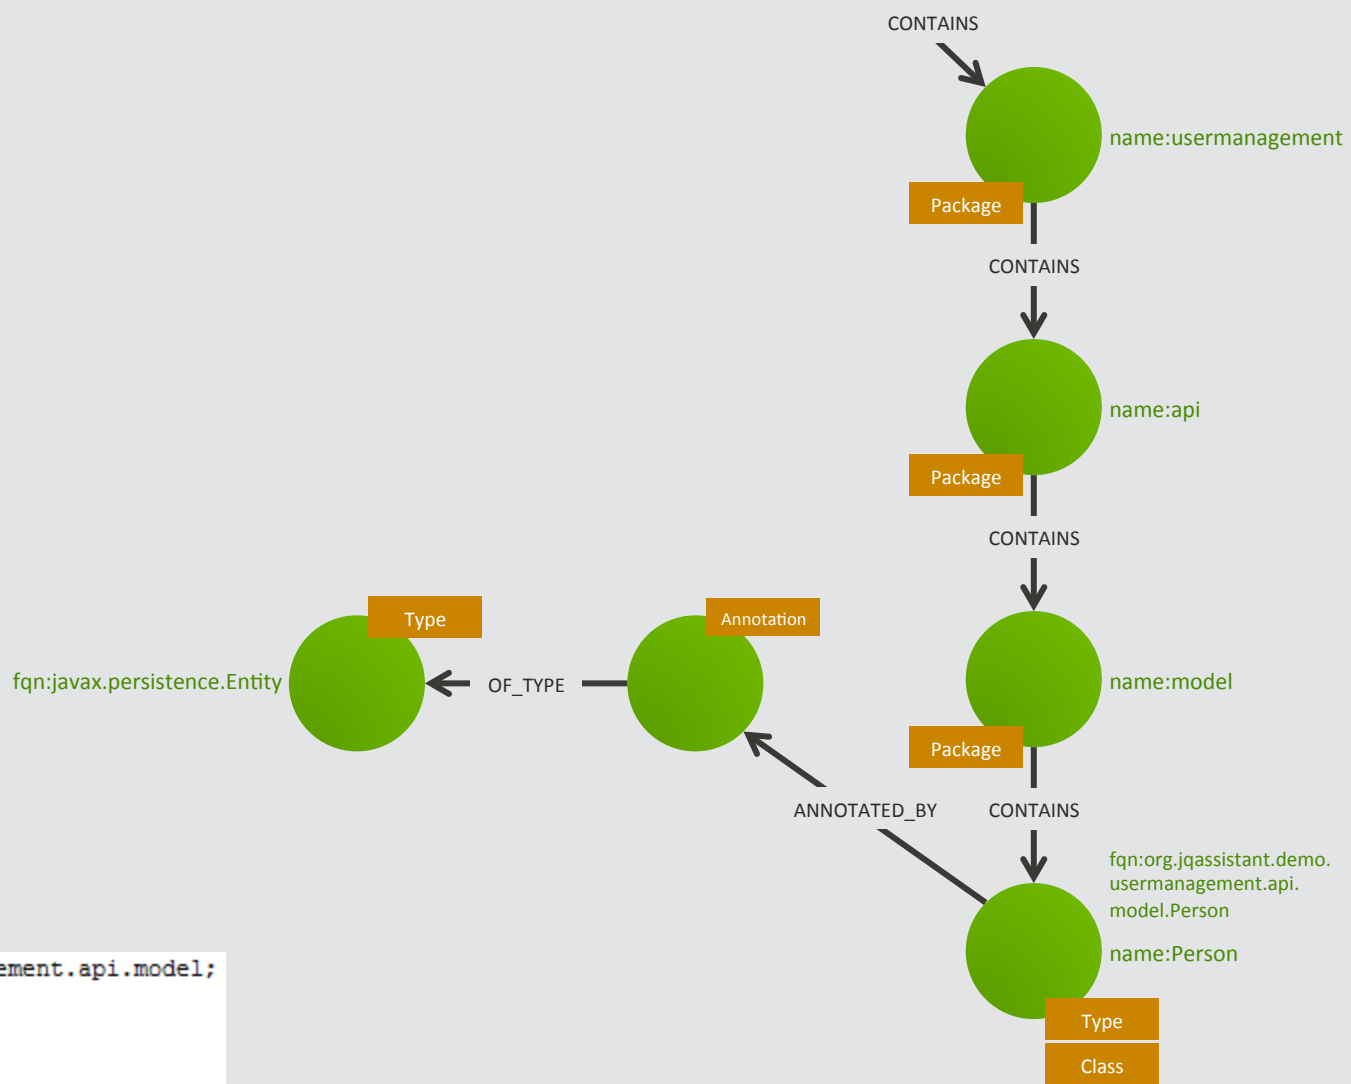 CONTAINS
name:usermanagement
Package
CONTAINS
name:api
Package
CONTAINS
Type
Annotation
fqn:javax.persistence.Entity
OF_TYPE
name:model
Package
ANNOTATED_BY
CONTAINS
fqn:org.jqassistant.demo.
usermanagement.api.
model.Person
name:Person
ement.api.model;
Type
Class